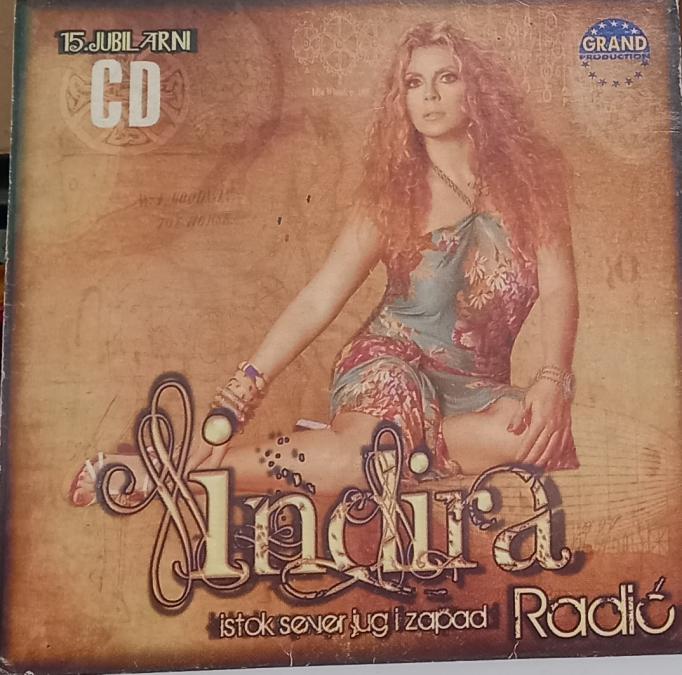 15.JUBILARNI
CD
GRAND
PRODUCTION
indira
Radić
istok sever jug i zapad